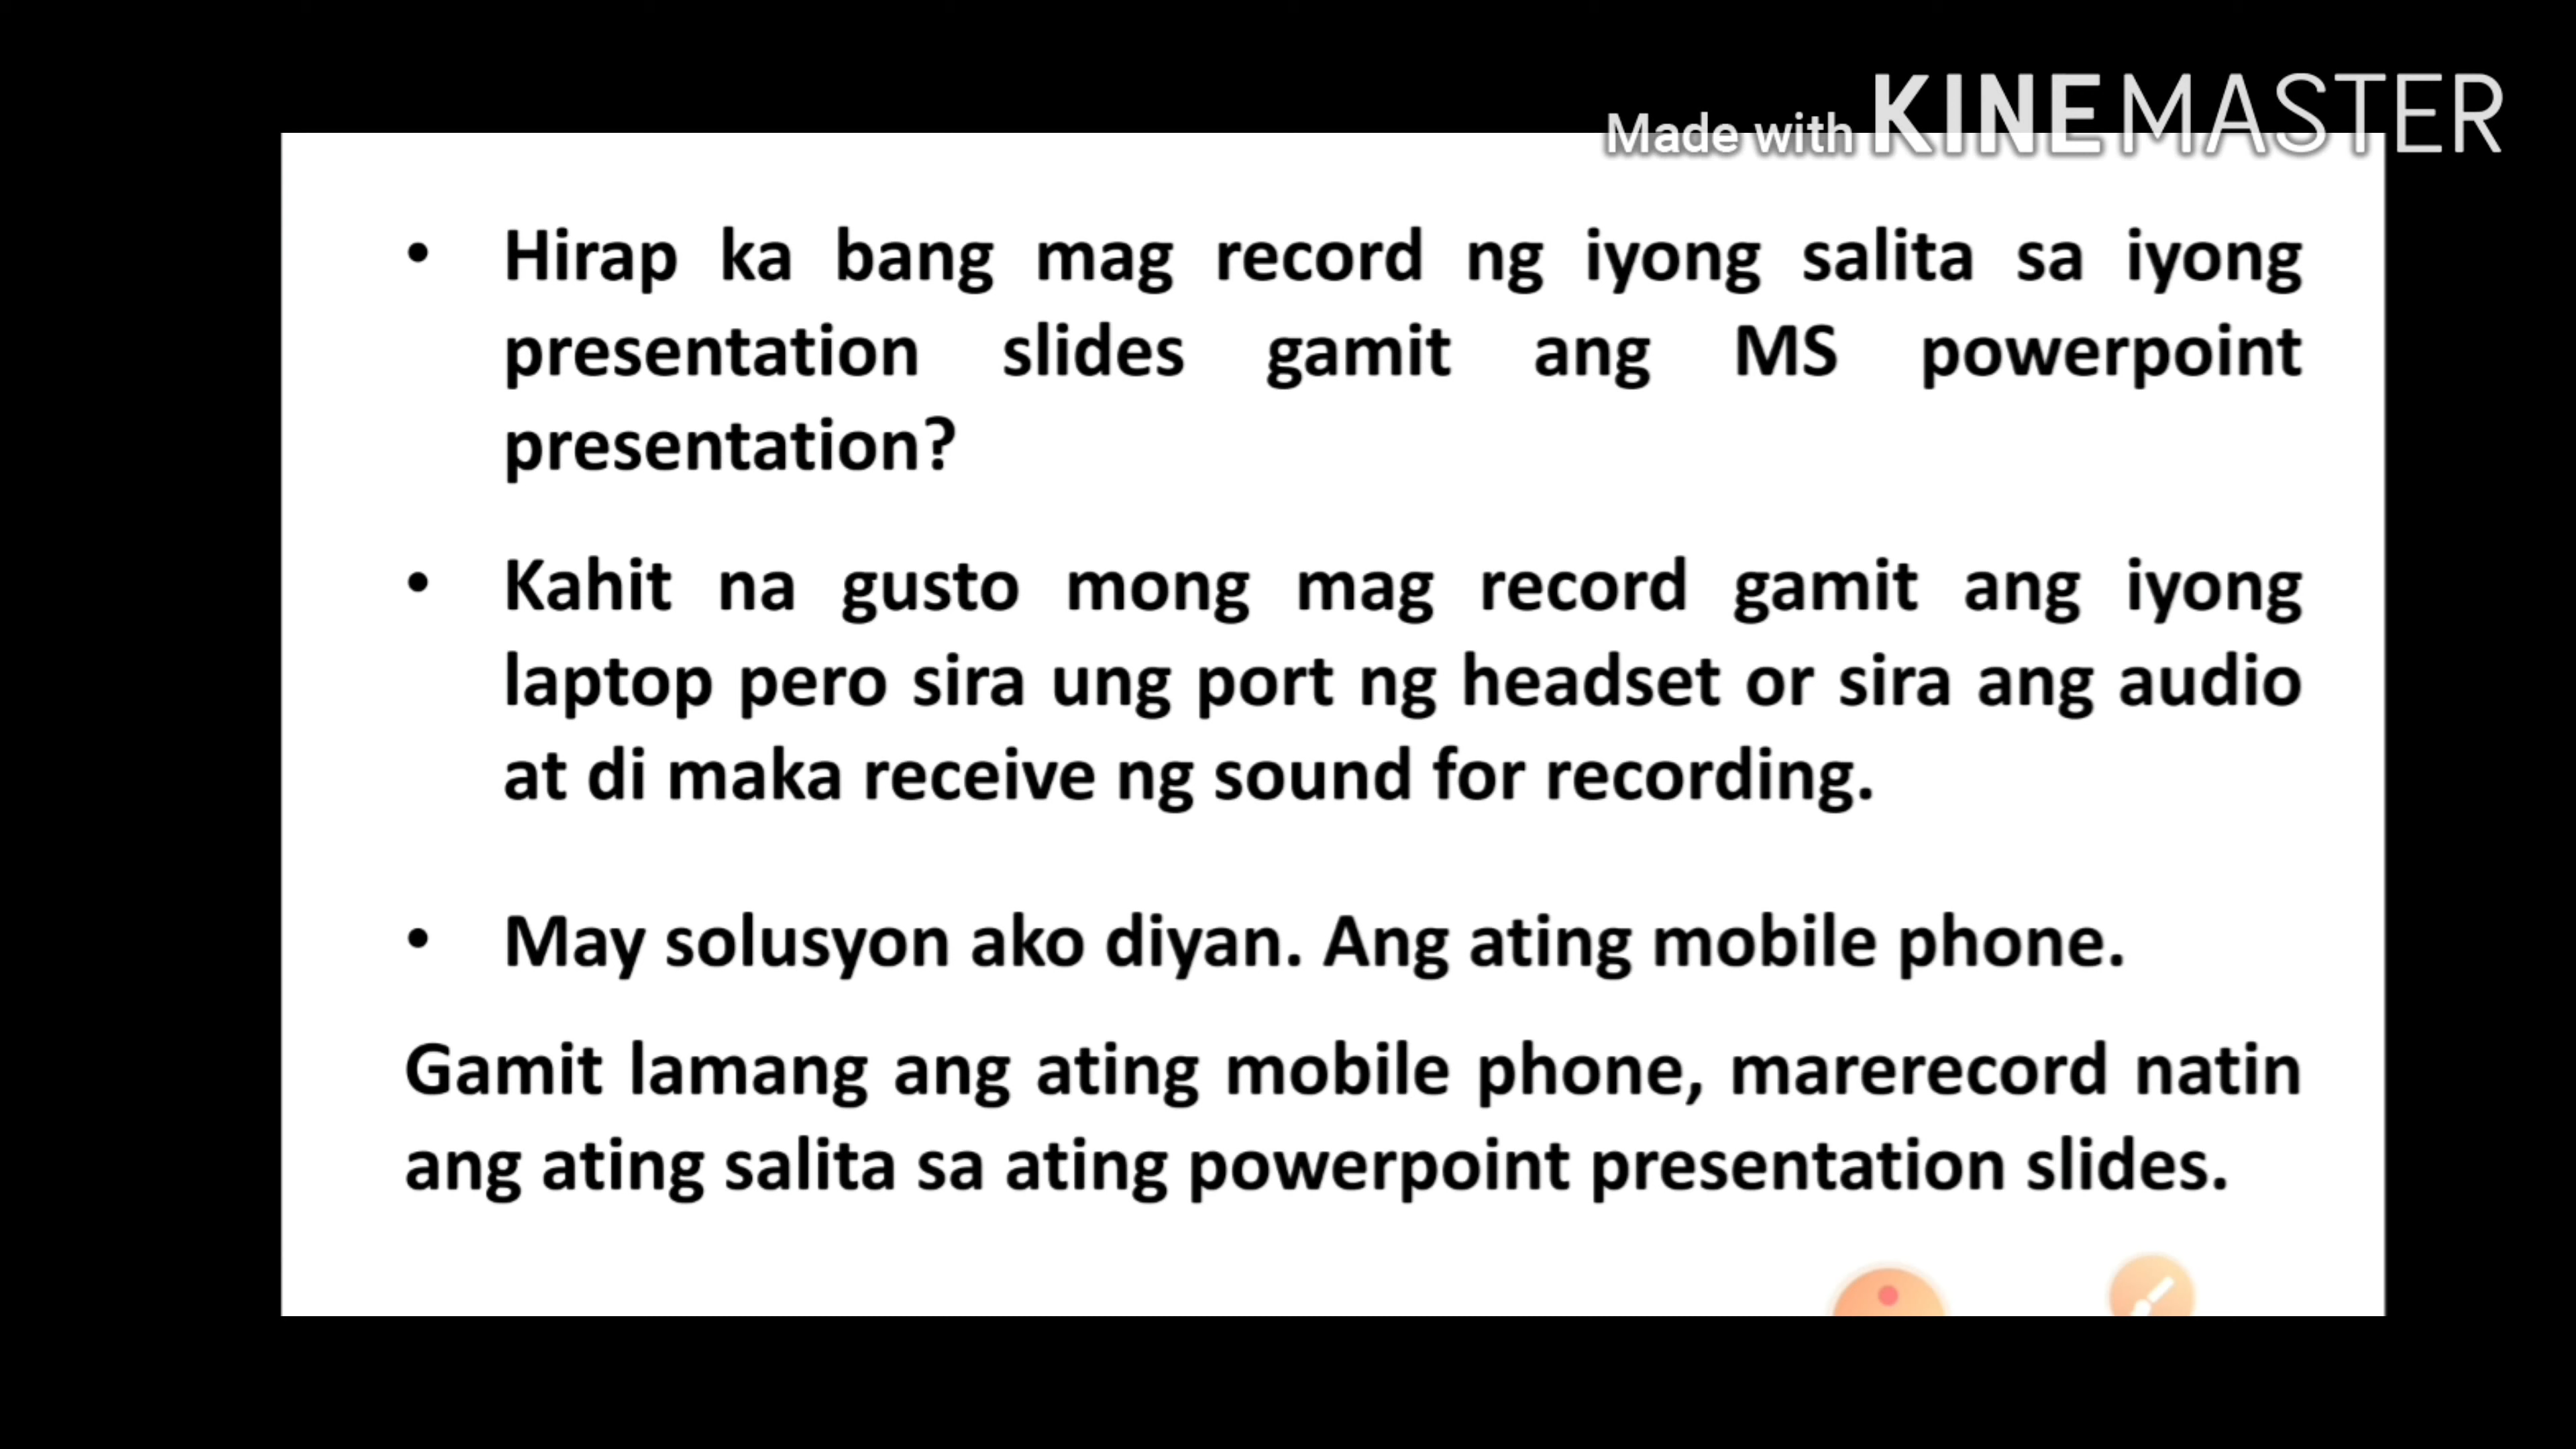 Made with KINEMASTER
• Hirap ka bang mag record ng iyong salita sa iyong
presentation slides gamit ang MS powerpoint
presentation?
• Kahit na gusto mong mag record gamit ang iyong
laptop pero sira ung port ng headset or sira ang audio
at di maka receive ng sound for recording.
• May solusyon ako diyan. Ang ating mobile phone.
Gamit lamang ang ating mobile phone, marerecord natin
ang ating salita sa ating powerpoint presentation slides.